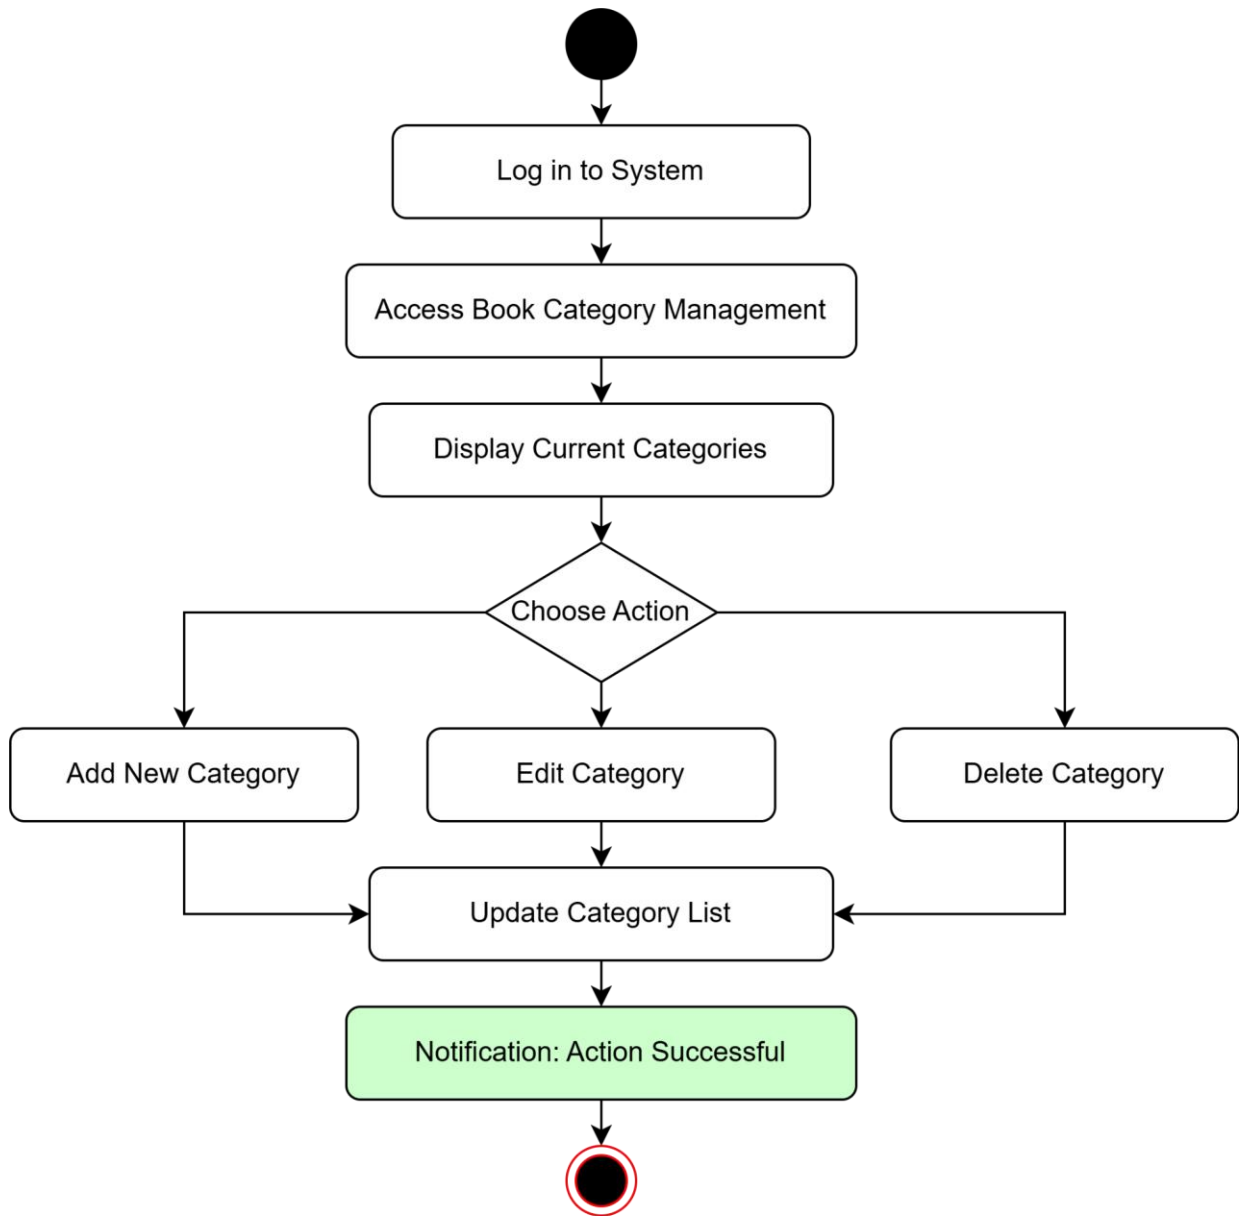 Log in to System
Access Book Category Management
Display Current Categories
Choose Action
Add New Category
Edit Category
Delete Category
Update Category List
Notification: Action Successful